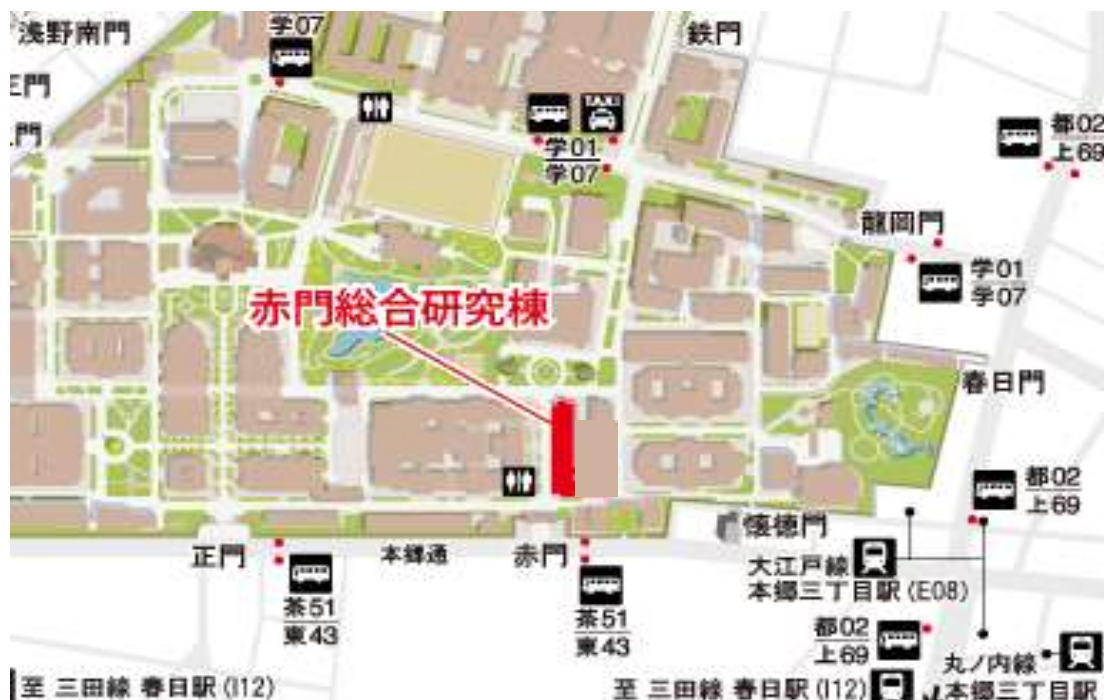 浅野南門
学07
鉄門
門
学01
学07
TAXI
都02
上69
龍岡門
学01
学07
赤門総合研究棟
春日門
都02
上69
正門
本郷通
赤門
懐徳門
大江戸線
本郷三丁目駅(E08)
茶51
東43
茶51
東43
都02
上69
丸ノ内線
本郷三丁目駅
至 三田線 春日駅(I12)
至 三田線 春日駅(I12)